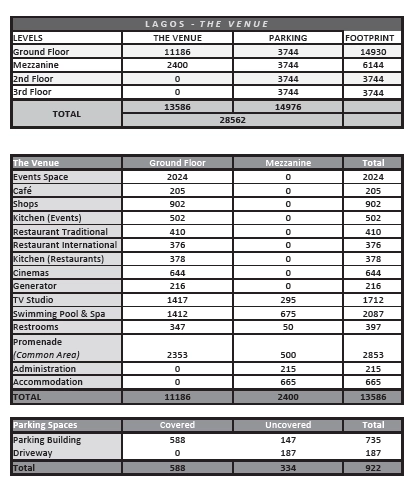 LAGOS - THE VENUE
LEVELS THE VENUE PARKING FOOTPRINT
Ground Floor 11186 3744 14930
Mezzanine 2400 3744 6144
2nd Floor 0 3744 3744
3rd Floor 0 3744 3744
TOTAL 13586 14976
28562
The Venue Ground Floor Mezzanine Total
Events Space 2024 0 2024
Café 205 0 205
Shops 902 0 902
Kitchen (Events) 502 0 502
Restaurant Traditional 410 0 410
Restaurant International 376 0 376
Kitchen (Restaurants) 378 0 378
Cinemas 644 0 644
Generator 216 0 216
TV Studio 1417 295 1712
Swimming Pool & Spa 1412 675 2087
Restrooms 347 50 397
Promenade
(Common Area) 2353 500 2853
Administration 0 215 215
Accommodation 0 665 665
TOTAL 11186 2400 13586
Parking Spaces Covered Uncovered Total
Parking Building 588 147 735
Driveway 0 187 187
Total 588 334 922